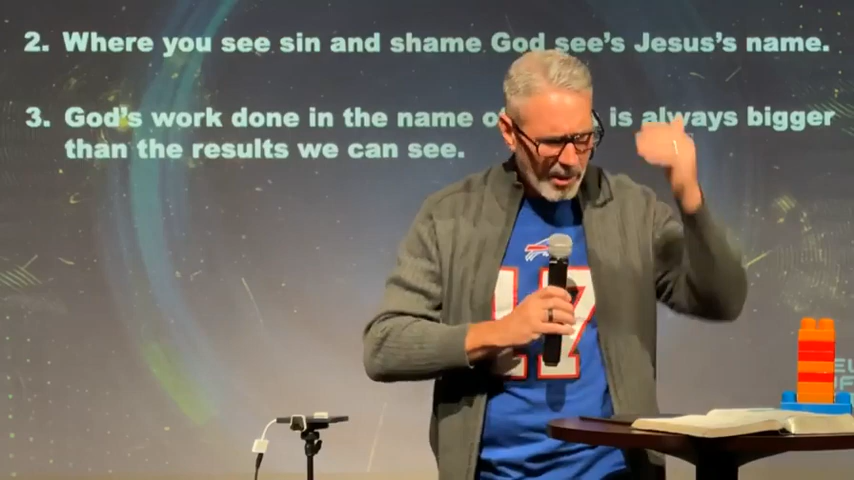 2. Where you see sin and shame God see's Jesus's name.
3. God's work done in the name is always bigger
than the results we can see.
17